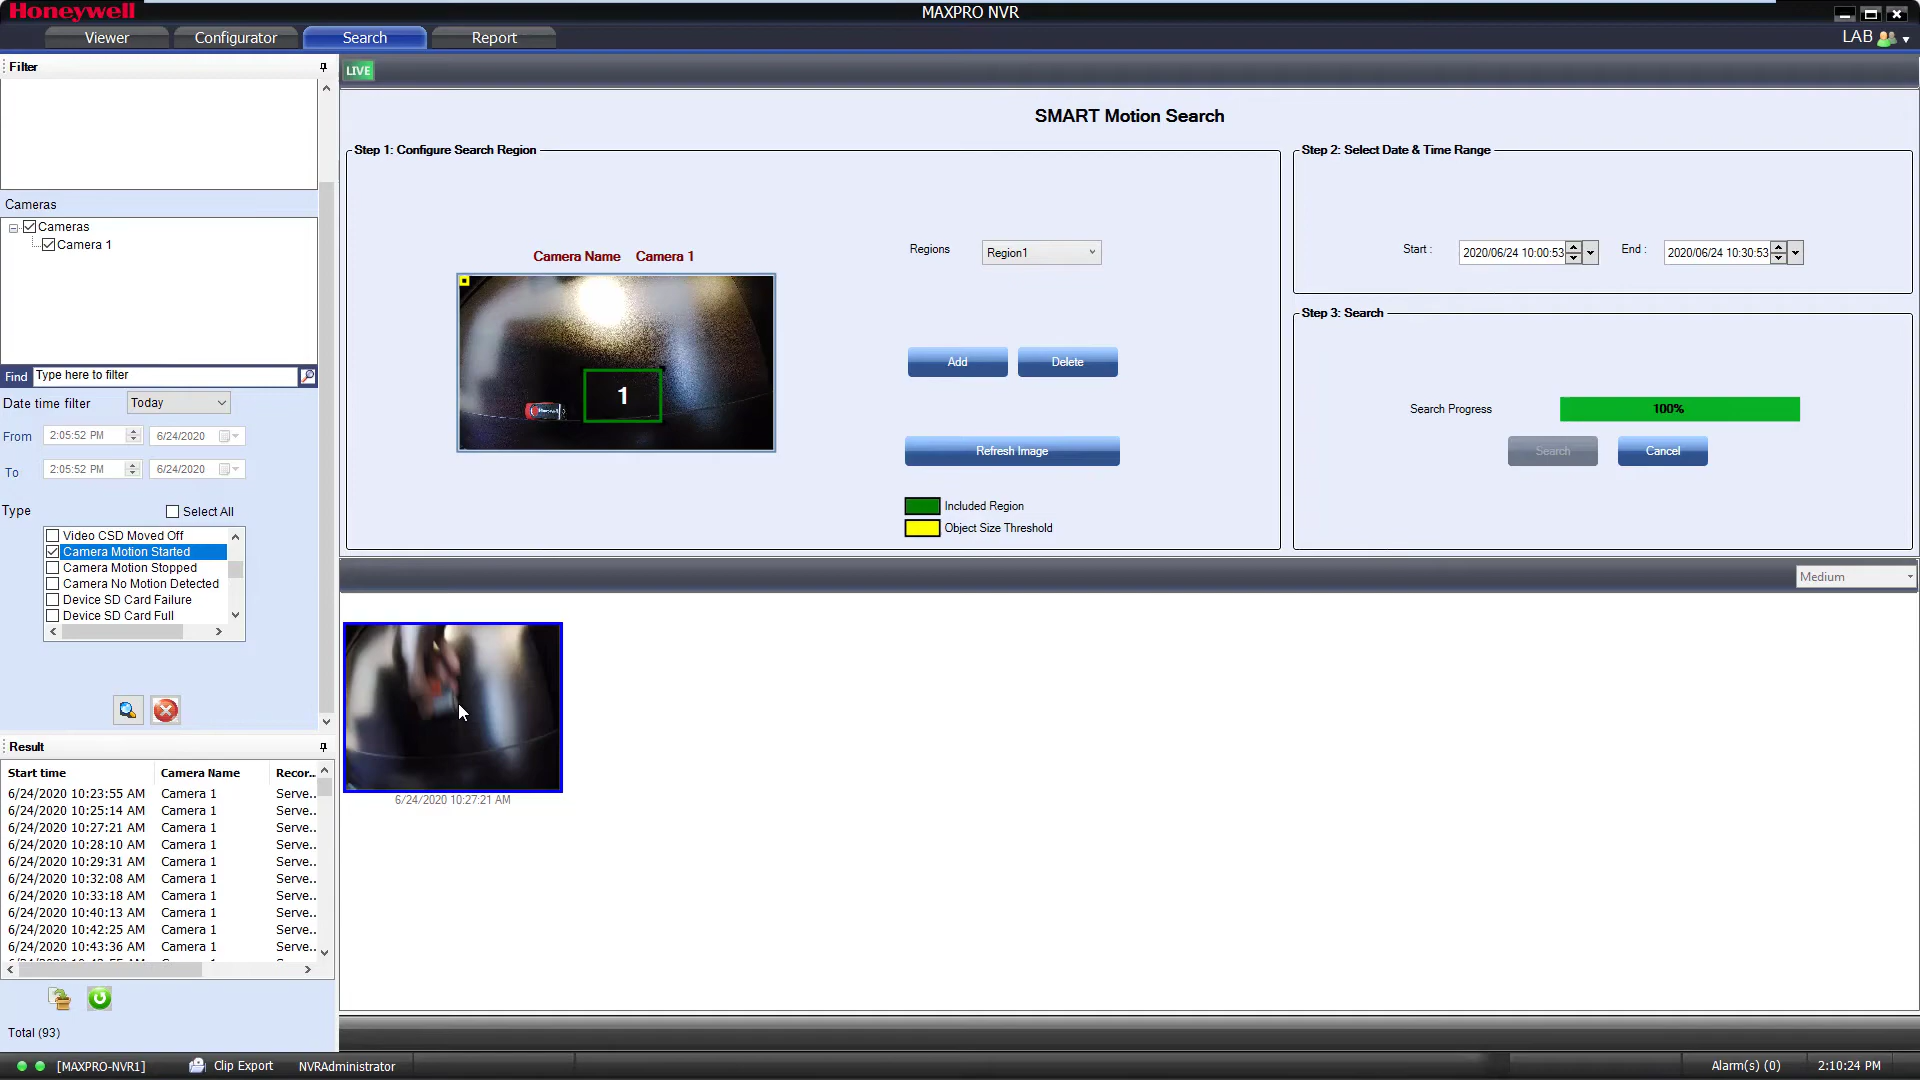 Honeywell
MAXPRO NVR
Viewer
Configurator
Search
Report
LAB
Filter
LIVE
SMART Motion Search
Step 1: Configure Search Region
Step 2: Select Date & Time Range
Cameras
Cameras
Camera 1
Camera Name Camera 1
Regions
Region1
Start :
2020/06/24 10:00:53
End :
2020/06/24 10:30:53
Step 3: Search
Add
Delete
1
Honeywell
Find
Type here to filter
Date time filter
Today
From
2:05:52 PM
6/24/2020
To
2:05:52 PM
6/24/2020
Search Progress
100%
Refresh Image
Search
Cancel
Type
Select All
Included Region
Object Size Threshold
Video CSD Moved Off
Camera Motion Started
Camera Motion Stopped
Camera No Motion Detected
Device SD Card Failure
Device SD Card Full
Medium
6/24/2020 10:27:21 AM
Result
Start time Camera Name Recor...
6/24/2020 10:23:55 AM Camera 1 Serve..
6/24/2020 10:25:14 AM Camera 1 Serve..
6/24/2020 10:27:21 AM Camera 1 Serve..
6/24/2020 10:28:10 AM Camera 1 Serve..
6/24/2020 10:29:31 AM Camera 1 Serve..
6/24/2020 10:32:08 AM Camera 1 Serve..
6/24/2020 10:33:18 AM Camera 1 Serve..
6/24/2020 10:40:13 AM Camera 1 Serve..
6/24/2020 10:42:25 AM Camera 1 Serve..
6/24/2020 10:43:36 AM Camera 1 Serve..
Total (93)
[MAXPRO-NVR1]
Clip Export
NVRAdministrator
Alarm(s) (0)
2:10:24 PM